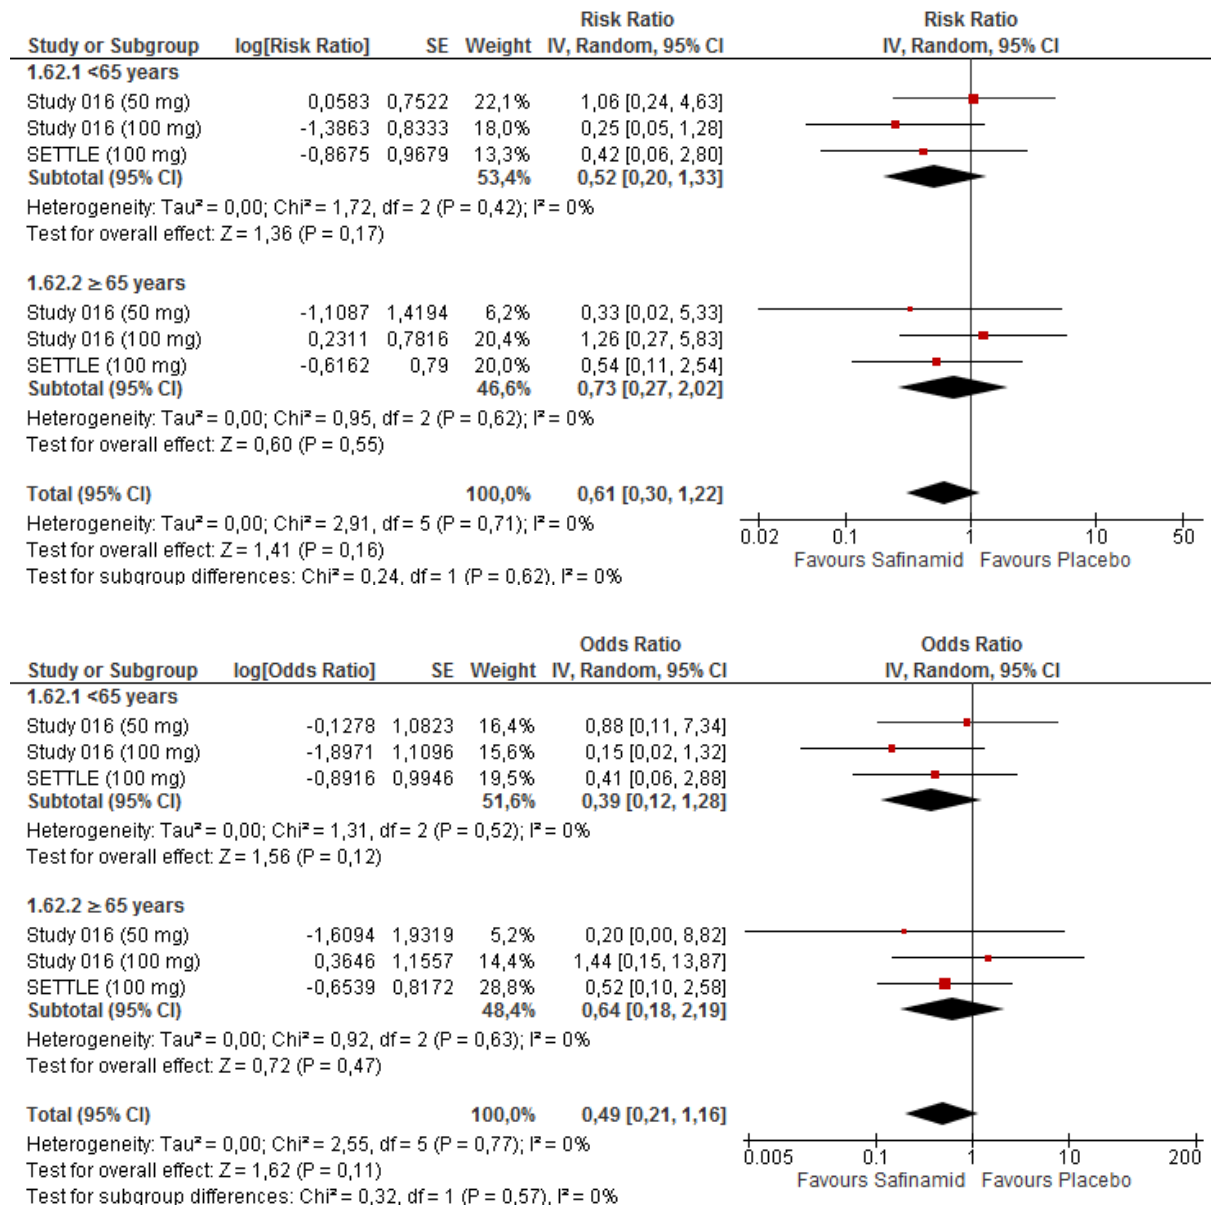 Risk Ratio Risk Ratio
Study or Subgroup log[Risk Ratio] SE Weight IV, Random, 95% CI IV, Random, 95% CI
1.62.1 <65 years
Study 016 (50 mg) 0,0583 0,7522 22,1% 1,06 [0,24, 4,63]
Study 016 (100 mg) -1,3863 0,8333 18,0% 0,25 [0,05, 1,28]
SETTLE (100 mg) -0,8675 0,9679 13,3% 0,42 [0,06, 2,80]
Subtotal (95% CI) 53,4% 0,52 [0,20, 1,33]
Heterogeneity: Tau² = 0,00; Chi² = 1,72, df = 2 (P = 0,42); I² = 0%
Test for overall effect: Z = 1,36 (P = 0,17)
1.62.2 ≥ 65 years
Study 016 (50 mg) -1,1087 1,4194 6,2% 0,33 [0,02, 5,33]
Study 016 (100 mg) 0,2311 0,7816 20,4% 1,26 [0,27, 5,83]
SETTLE (100 mg) -0,6162 0,79 20,0% 0,54 [0,11, 2,54]
Subtotal (95% CI) 46,6% 0,73 [0,27, 2,02]
Heterogeneity: Tau² = 0,00; Chi² = 0,95, df = 2 (P = 0,62); I² = 0%
Test for overall effect: Z = 0,60 (P = 0,55)
Total (95% CI) 100,0% 0,61 [0,30, 1,22]
Heterogeneity: Tau² = 0,00; Chi² = 2,91, df = 5 (P = 0,71); I² = 0%
Test for overall effect: Z = 1,41 (P = 0,16)
Test for subgroup differences: Chi² = 0,24, df = 1 (P = 0,62), I² = 0%
0.02 0.1 1 10 50
Favours Safinamid Favours Placebo
Odds Ratio Odds Ratio
Study or Subgroup log[Odds Ratio] SE Weight IV, Random, 95% CI IV, Random, 95% CI
1.62.1 <65 years
Study 016 (50 mg) -0,1278 1,0823 16,4% 0,88 [0,11, 7,34]
Study 016 (100 mg) -1,8971 1,1096 15,6% 0,15 [0,02, 1,32]
SETTLE (100 mg) -0,8916 0,9946 19,5% 0,41 [0,06, 2,88]
Subtotal (95% CI) 51,6% 0,39 [0,12, 1,28]
Heterogeneity: Tau² = 0,00; Chi² = 1,31, df = 2 (P = 0,52); I² = 0%
Test for overall effect: Z = 1,56 (P = 0,12)
1.62.2 ≥ 65 years
Study 016 (50 mg) -1,6094 1,9319 5,2% 0,20 [0,00, 8,82]
Study 016 (100 mg) 0,3646 1,1557 14,4% 1,44 [0,15, 13,87]
SETTLE (100 mg) -0,6539 0,8172 28,8% 0,52 [0,10, 2,58]
Subtotal (95% CI) 48,4% 0,64 [0,18, 2,19]
Heterogeneity: Tau² = 0,00; Chi² = 0,92, df = 2 (P = 0,63); I² = 0%
Test for overall effect: Z = 0,72 (P = 0,47)
Total (95% CI) 100,0% 0,49 [0,21, 1,16]
Heterogeneity: Tau² = 0,00; Chi² = 2,55, df = 5 (P = 0,77); I² = 0%
Test for overall effect: Z = 1,62 (P = 0,11)
Test for subgroup differences: Chi² = 0,32, df = 1 (P = 0,57), I² = 0%
0.005 0.1 1 10 200
Favours Safinamid Favours Placebo